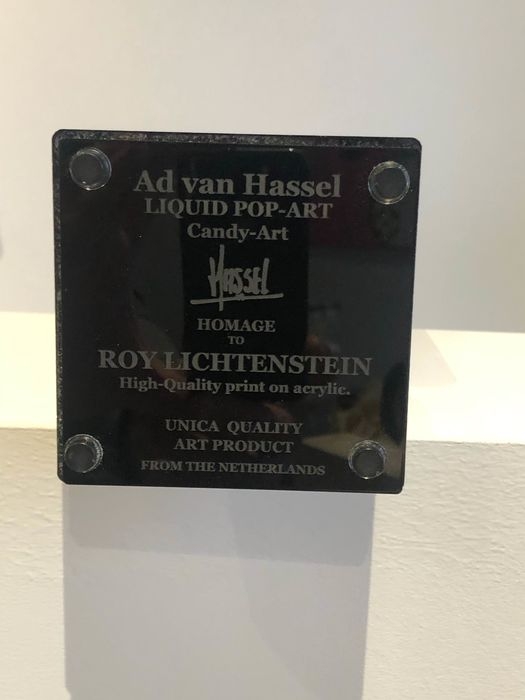 Ad van Hassel
LIQUID POP-ART
Candy-Art
HASSEL
HOMAGE
TO
ROY LICHTENSTEIN
High-Quality print on acrylic.
UNICA QUALITY
ART PRODUCT
FROM THE NETHERLANDS